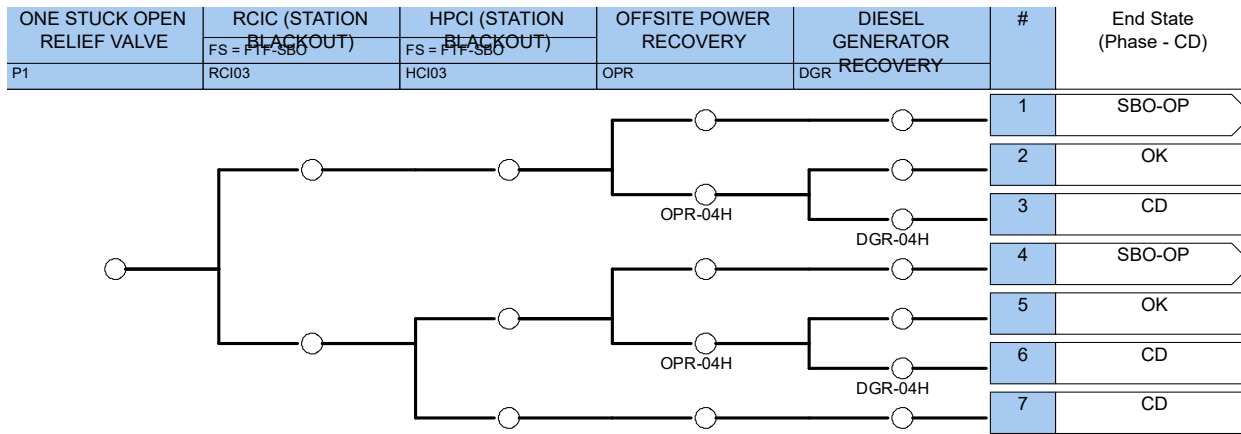 ONE STUCK OPEN
RELIEF VALVE
P1
RCIC (STATION
BLACKOUT)
FS = FTF-SBO
RCI03
HPCI (STATION
BLACKOUT)
FS = FTF-SBO
HCI03
OFFSITE POWER
RECOVERY
OPR
DIESEL
GENERATOR
RECOVERY
DGR
#
End State
(Phase - CD)
1
SBO-OP
2
OK
OPR-04H
3
CD
DGR-04H
4
SBO-OP
5
OK
OPR-04H
6
CD
DGR-04H
7
CD